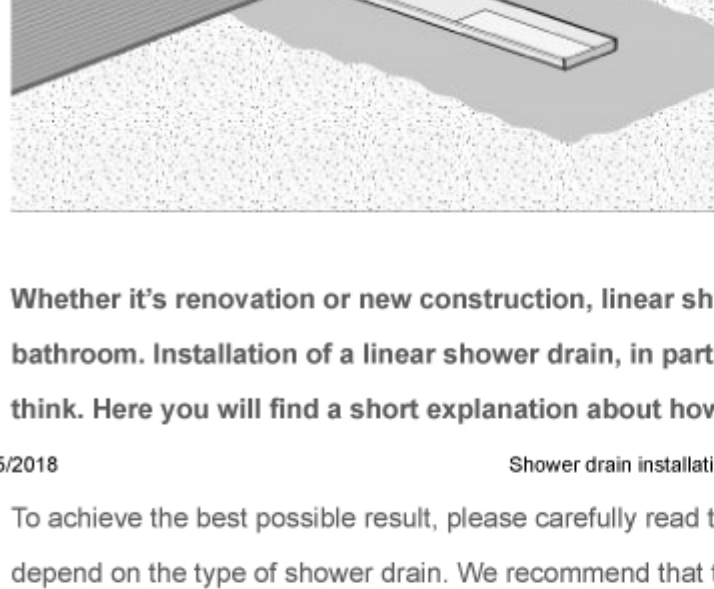 Whether it's renovation or new construction, linear sh
bathroom. Installation of a linear shower drain, in part
think. Here you will find a short explanation about how
5/2018 Shower drain installati
To achieve the best possible result, please carefully read t
depend on the type of shower drain. We recommend that t